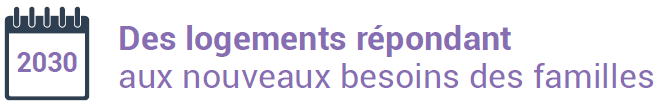 2030
Des logements répondant
aux nouveaux besoins des familles